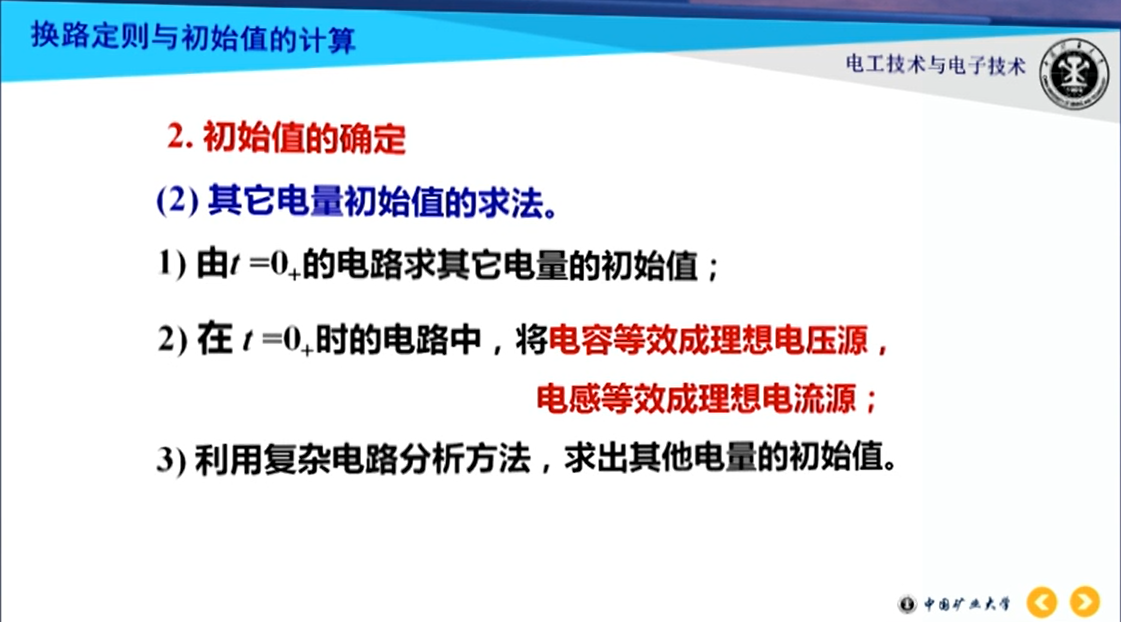 换路定则与初始值的计算
电工技术与电子技术
2. 初始值的确定
(2) 其它电量初始值的求法。
1) 由t =0₊的电路求其它电量的初始值；
2) 在 t =0₊时的电路中，将电容等效成理想电压源，
电感等效成理想电流源；
3) 利用复杂电路分析方法，求出其他电量的初始值。
中国矿业大学